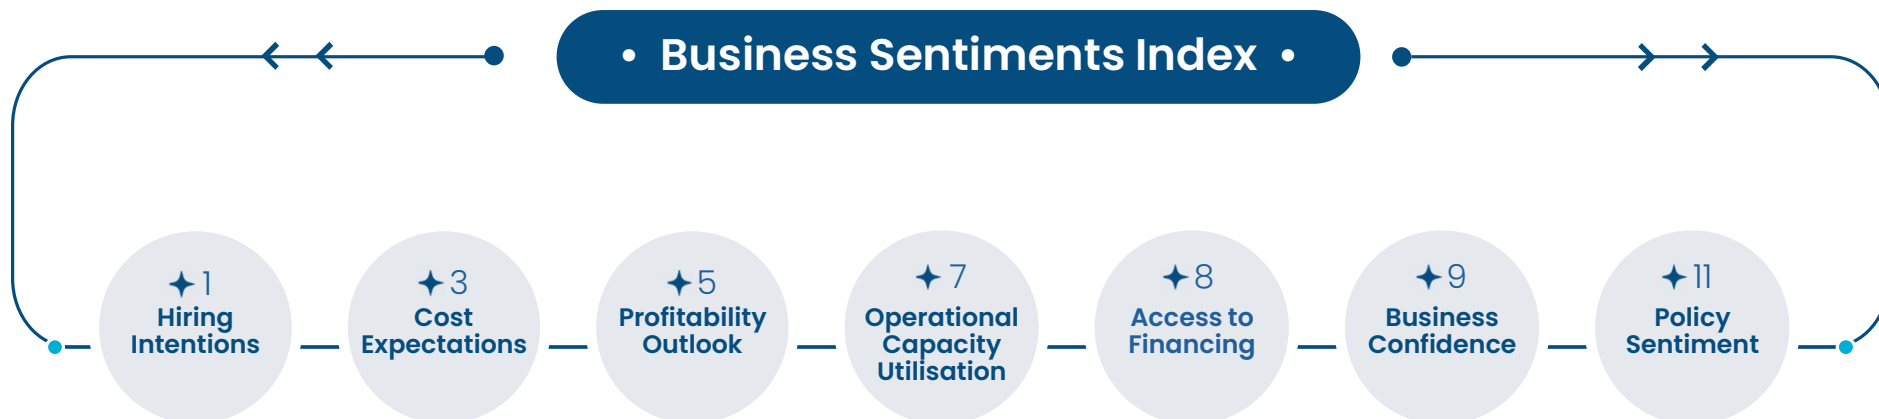 • Business Sentiments Index •
1
Hiring
Intentions
3
Cost
Expectations
5
Profitability
Outlook
7
Operational
Capacity
Utilisation
8
Access to
Financing
9
Business
Confidence
11
Policy
Sentiment